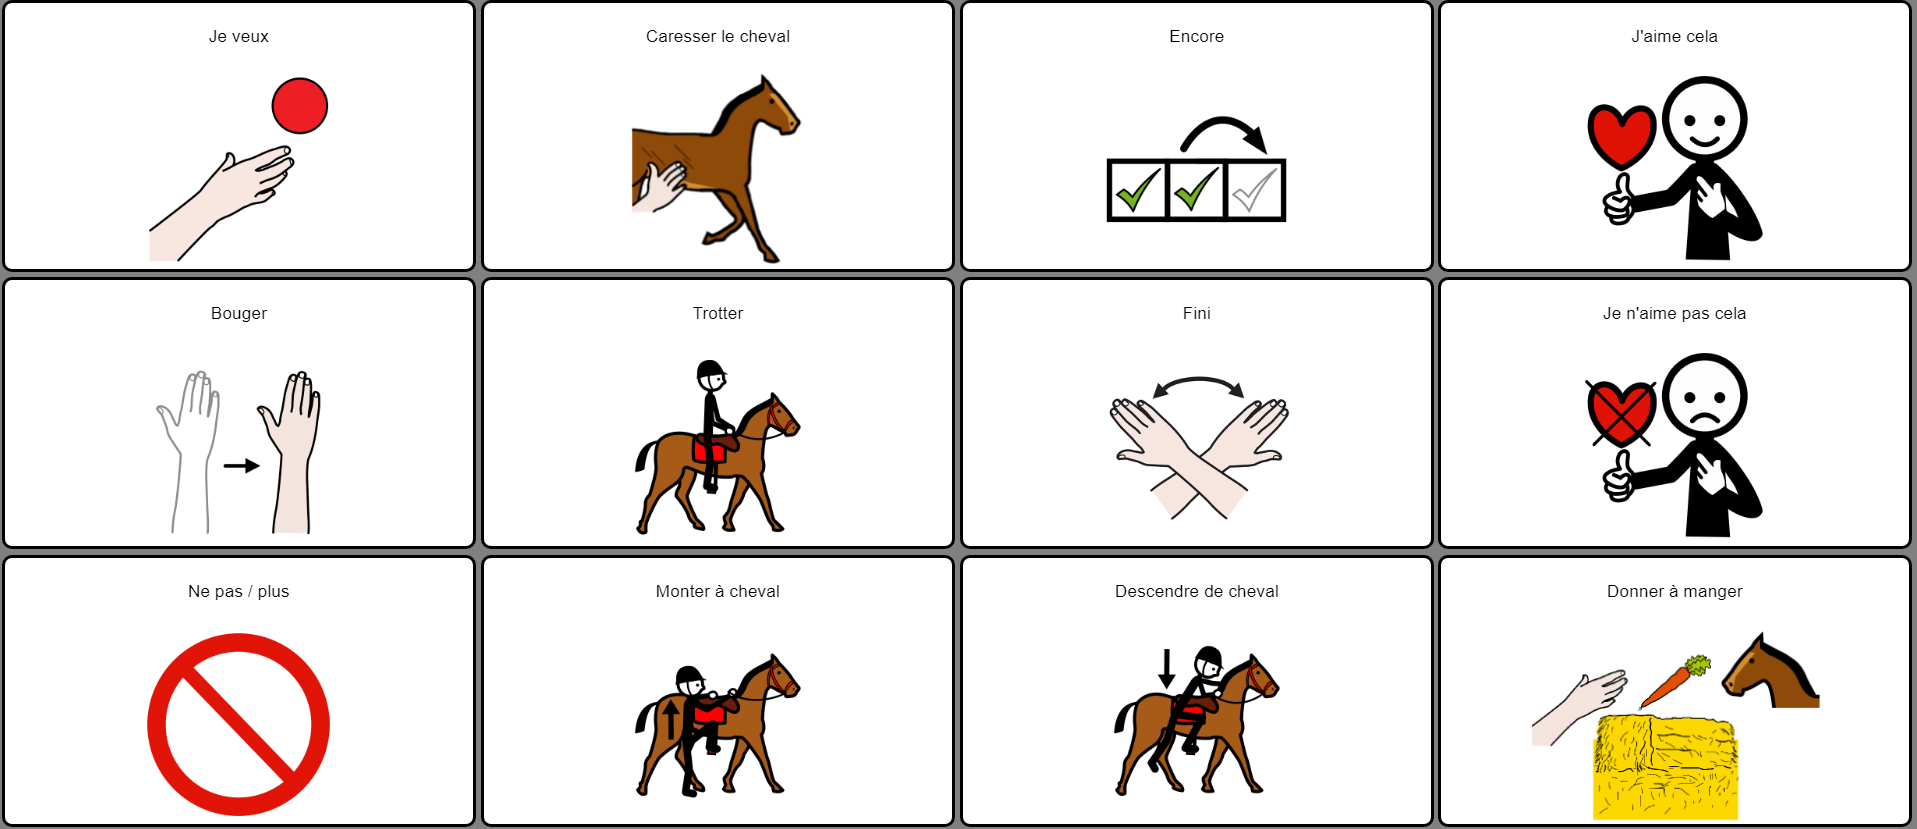 Je veux
Caresser le cheval
Encore
J'aime cela
Bouger
Trotter
Fini
Je n'aime pas cela
Ne pas / plus
Monter à cheval
Descendre de cheval
Donner à manger